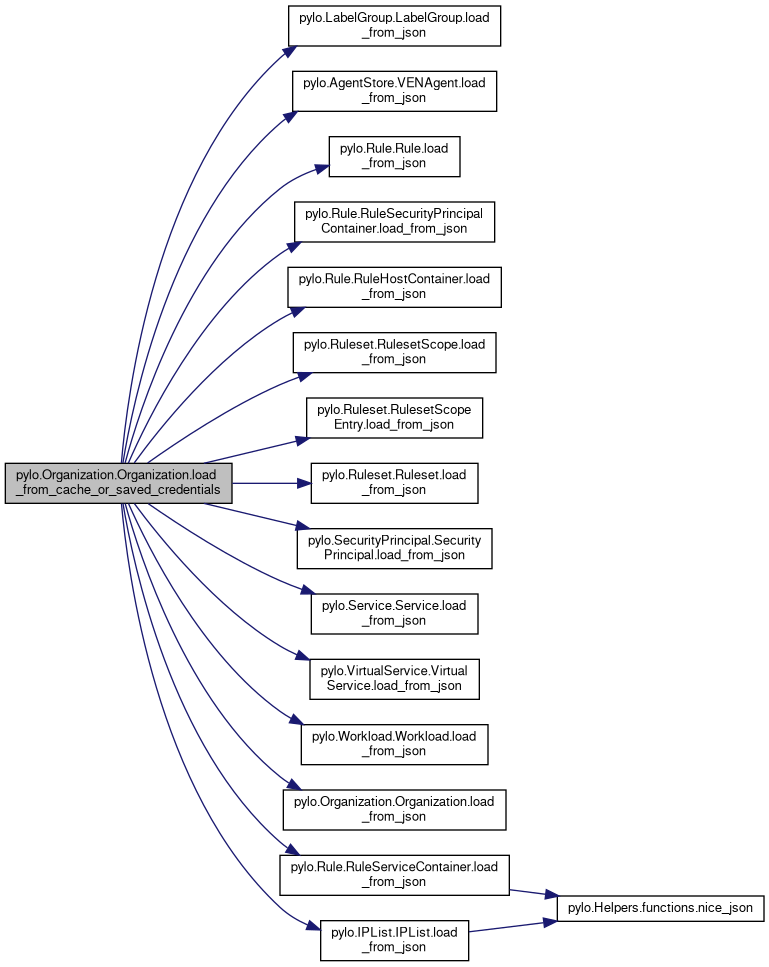 pylo.LabelGroup.LabelGroup.load
_from_json
pylo.AgentStore.VENAgent.load
_from_json
pylo.Rule.Rule.load
_from_json
pylo.Rule.RuleSecurityPrincipal
Container.load_from_json
pylo.Rule.RuleHostContainer.load
_from_json
pylo.Ruleset.RulesetScope.load
_from_json
pylo.Ruleset.RulesetScope
Entry.load_from_json
pylo.Organization.Organization.load
_from_cache_or_saved_credentials
pylo.Ruleset.Ruleset.load
_from_json
pylo.SecurityPrincipal.Security
Principal.load_from_json
pylo.Service.Service.load
_from_json
pylo.VirtualService.Virtual
Service.load_from_json
pylo.Workload.Workload.load
_from_json
pylo.Organization.Organization.load
_from_json
pylo.Rule.RuleServiceContainer.load
_from_json
pylo.Helpers.functions.nice_json
pylo.IPList.IPList.load
_from_json